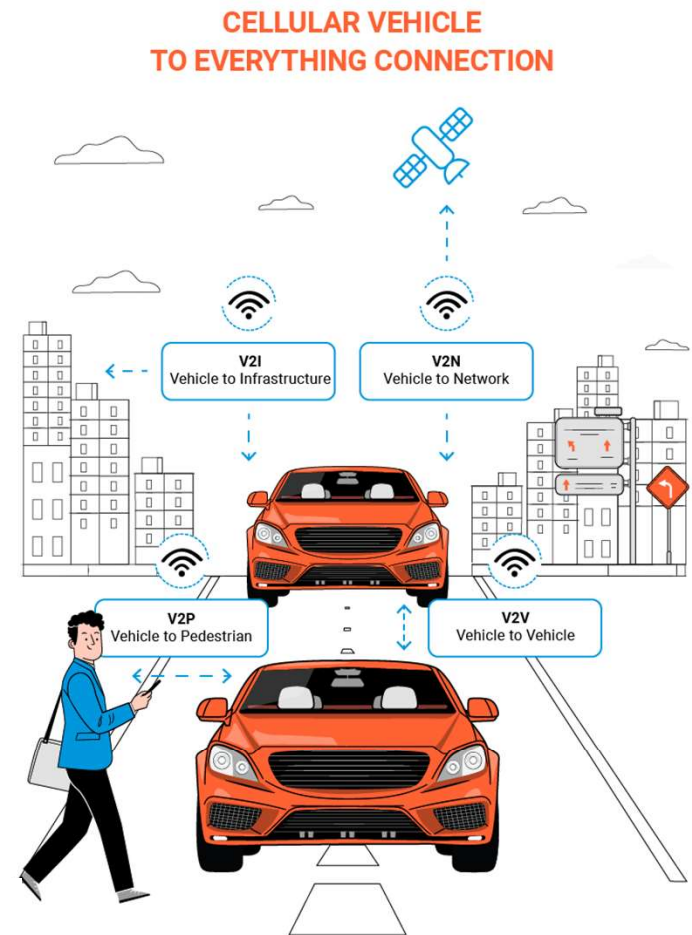 CELLULAR VEHICLE
TO EVERYTHING CONNECTION
V2I
Vehicle to Infrastructure
V2N
Vehicle to Network
V2P
Vehicle to Pedestrian
V2V
Vehicle to Vehicle